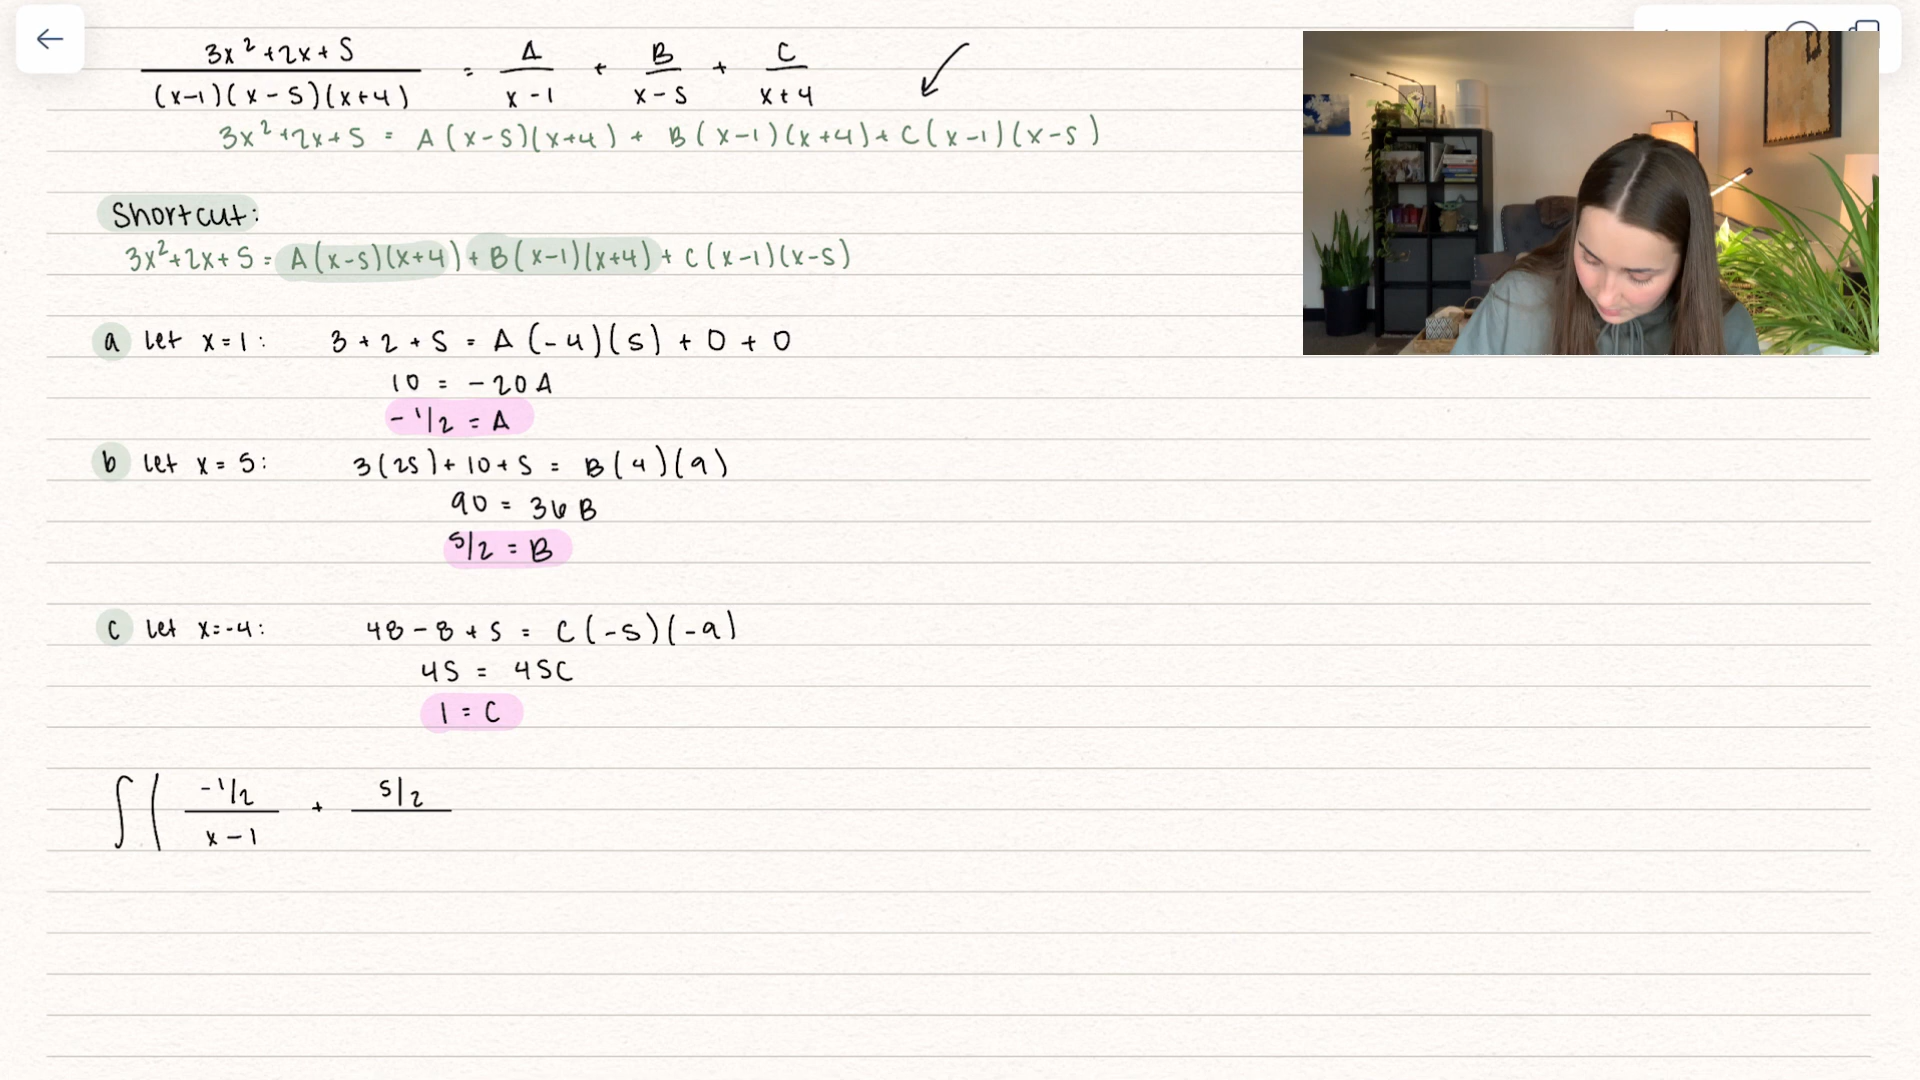 3x² + 2x + 5 / (x-1)(x-5)(x+4) = A / x-1 + B / x-5 + C / x+4
3x² + 2x + 5 = A(x-5)(x+4) + B(x-1)(x+4) + C(x-1)(x-5)
Shortcut:
3x² + 2x + 5 = A(x-5)(x+4) + B(x-1)(x+4) + C(x-1)(x-5)
a let x=1: 3 + 2 + 5 = A(-4)(5) + 0 + 0
10 = -20A
-1/2 = A
b let x=5: 3(25) + 10 + 5 = B(4)(9)
90 = 36B
5/2 = B
c let x=-4: 48 - 8 + 5 = C(-5)(-9)
45 = 45C
1 = C
∫ ( -1/2 / x-1 + 5/2